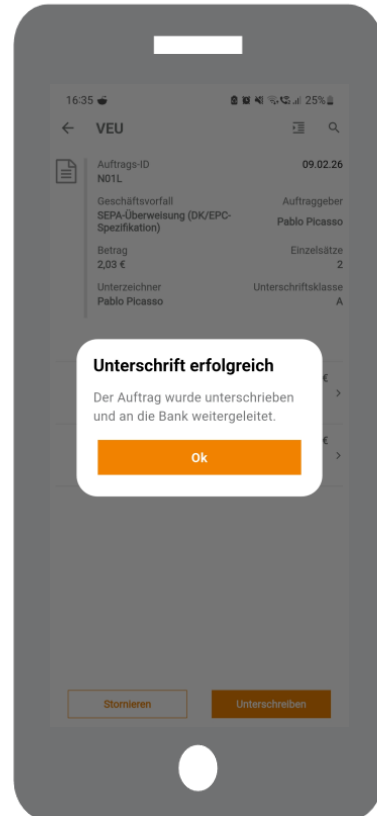 16:35
25%
VEU
Auftrags-ID
09.02.26
N01L
Geschäftsvorfall
Auftraggeber
SEPA-Überweisung (DK/EPC-
Spezifikation)
Pablo Picasso
Betrag
Einzelsätze
2,03 €
2
Unterzeichner
Unterschriftsklasse
Pablo Picasso
A
€
Unterschrift erfolgreich
Der Auftrag wurde unterschrieben
und an die Bank weitergeleitet.
€
Ok
Stornieren
Unterschreiben